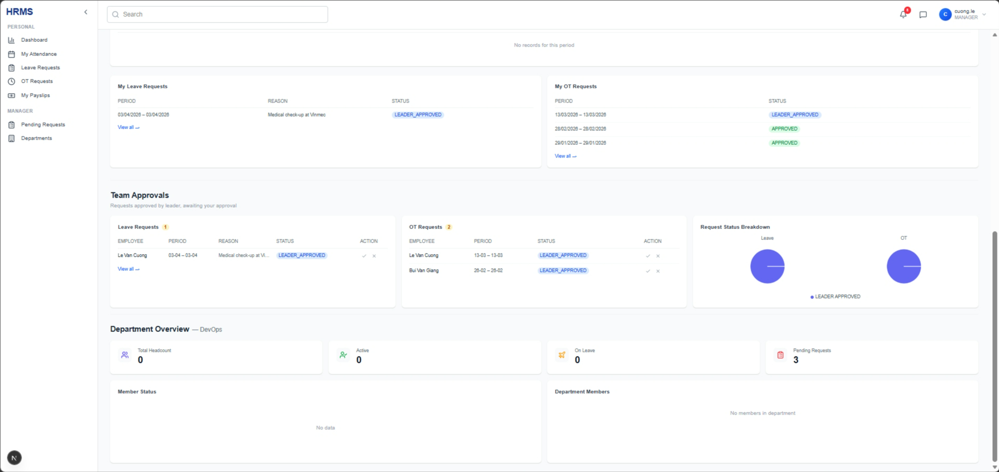 HRMS
PERSONAL
Dashboard
My Attendance
Leave Requests
OT Requests
My Payslips
MANAGER
Pending Requests
Departments
N
Search
8
C
cuong.le
MANAGER
No records for this period
My Leave Requests
PERIOD REASON STATUS
03/04/2026 – 03/04/2026 Medical check-up at Vinmec LEADER_APPROVED
View all →
My OT Requests
PERIOD STATUS
13/03/2026 – 13/03/2026 LEADER_APPROVED
28/02/2026 – 28/02/2026 APPROVED
29/01/2026 – 29/01/2026 APPROVED
View all →
Team Approvals
Requests approved by leader, awaiting your approval
Leave Requests 1
EMPLOYEE PERIOD REASON STATUS ACTION
Le Van Cuong 03-04 – 03-04 Medical check-up at Vi... LEADER_APPROVED
View all →
OT Requests 2
EMPLOYEE PERIOD STATUS ACTION
Le Van Cuong 13-03 – 13-03 LEADER_APPROVED
Bui Van Giang 26-02 – 26-02 LEADER_APPROVED
Request Status Breakdown
Leave OT
LEADER APPROVED
Department Overview — DevOps
Total Headcount
0
Active
0
On Leave
0
Pending Requests
3
Member Status
No data
Department Members
No members in department